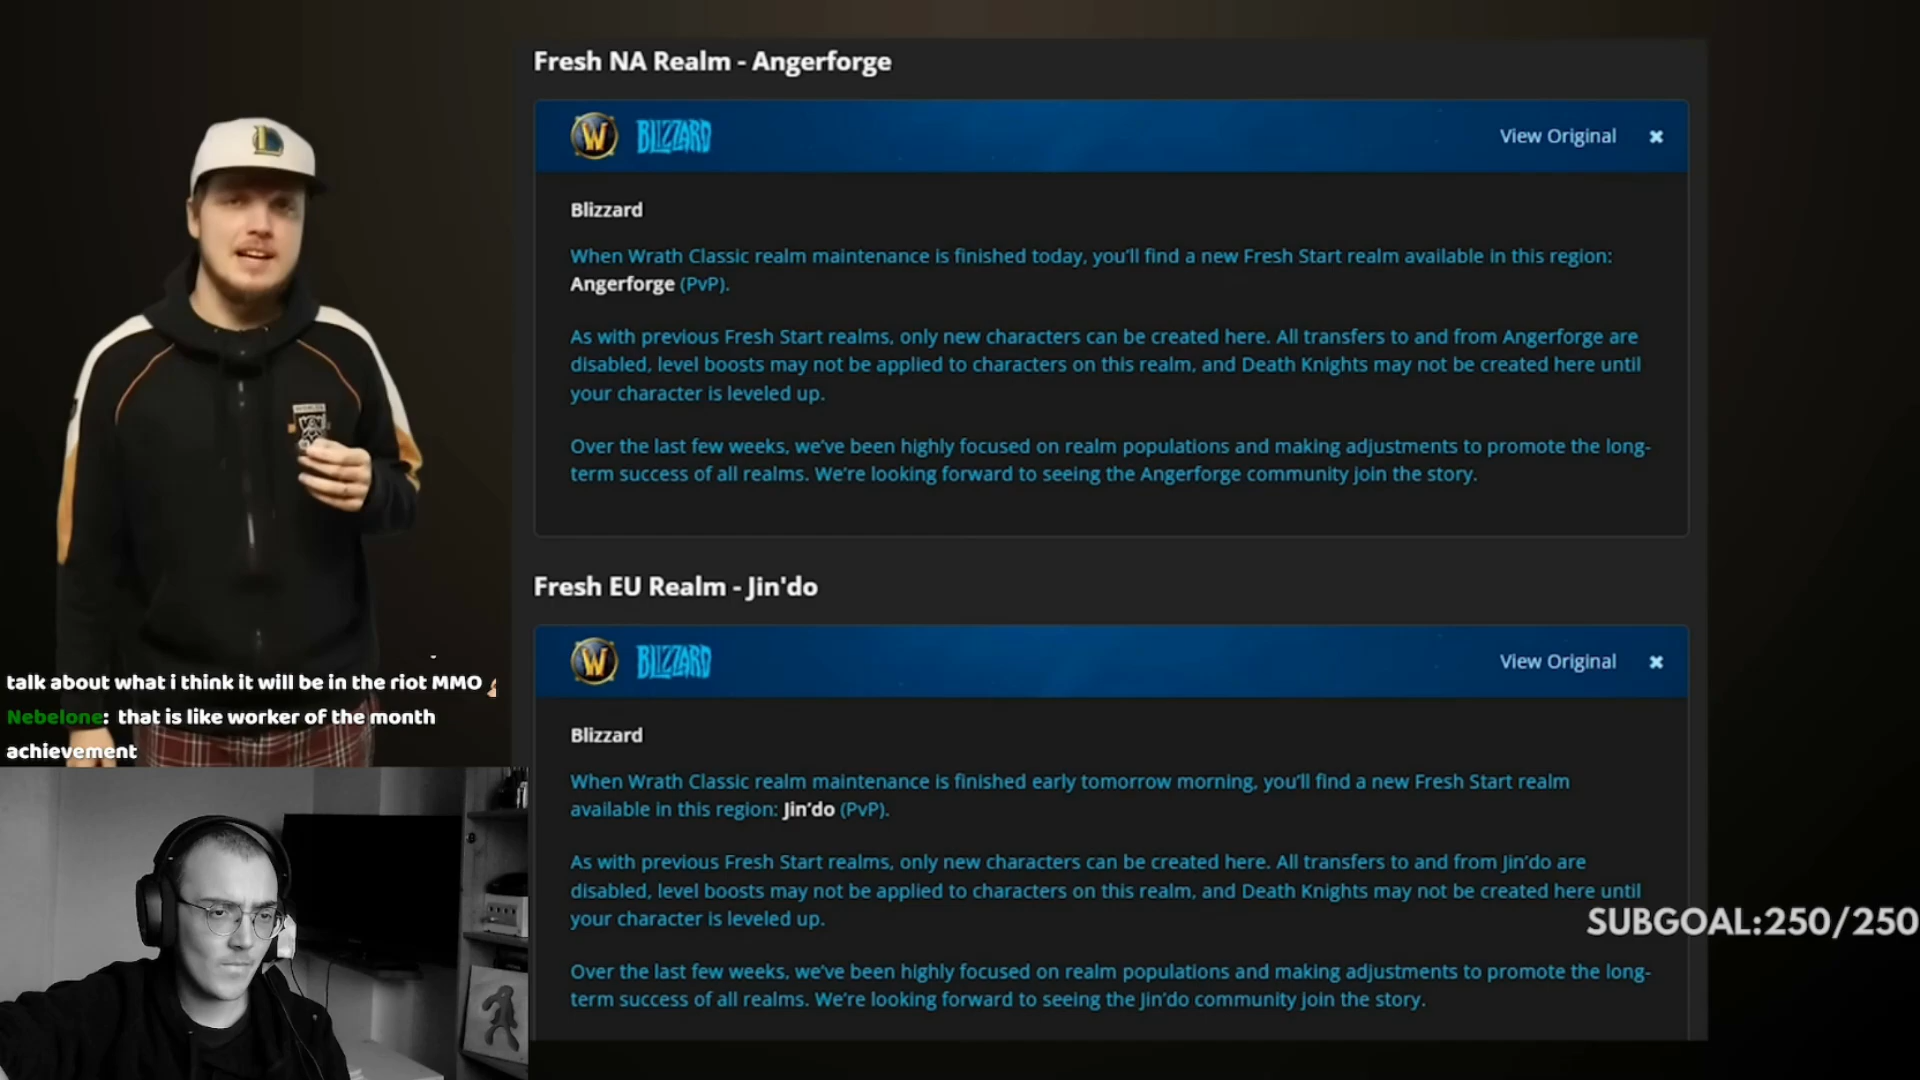 Fresh NA Realm - Angerforge
W BLIZZARD View Original
Blizzard
When Wrath Classic realm maintenance is finished today, you'll find a new Fresh Start realm available in this region:
Angerforge (PvP).
As with previous Fresh Start realms, only new characters can be created here. All transfers to and from Angerforge are
disabled, level boosts may not be applied to characters on this realm, and Death Knights may not be created here until
your character is leveled up.
Over the last few weeks, we've been highly focused on realm populations and making adjustments to promote the long-
term success of all realms. We're looking forward to seeing the Angerforge community join the story.
Fresh EU Realm - Jin'do
W BLIZZARD View Original
Blizzard
When Wrath Classic realm maintenance is finished early tomorrow morning, you'll find a new Fresh Start realm
available in this region: Jin'do (PvP).
As with previous Fresh Start realms, only new characters can be created here. All transfers to and from Jin'do are
disabled, level boosts may not be applied to characters on this realm, and Death Knights may not be created here until
your character is leveled up.
Over the last few weeks, we've been highly focused on realm populations and making adjustments to promote the long-
term success of all realms. We're looking forward to seeing the Jin'do community join the story.
talk about what i think it will be in the riot MMO
Nebelone: that is like worker of the month
achievement
SUBGOAL:250/250